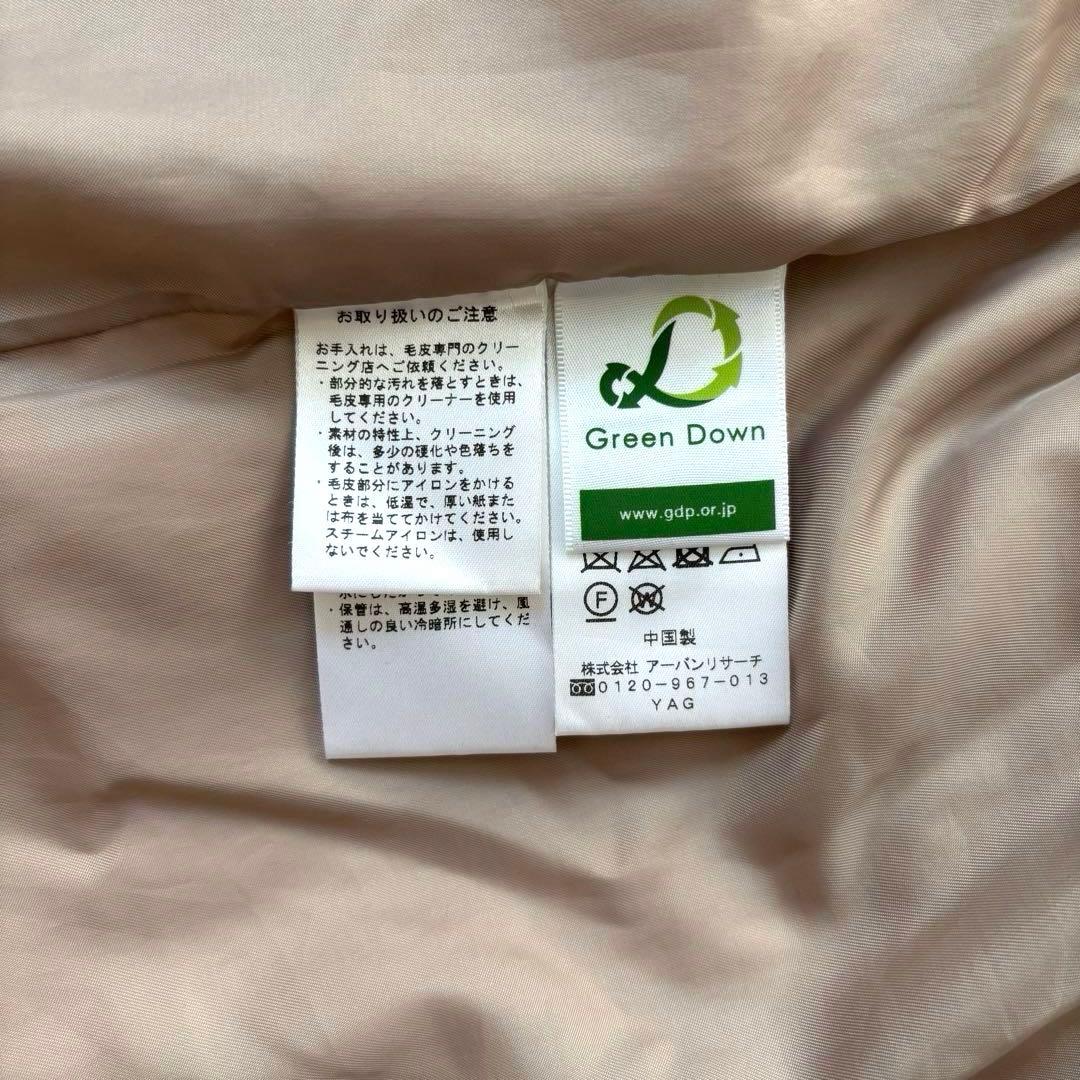 お取り扱いのご注意
お手入れは、毛皮専門のクリー
ニング店へご依頼ください。
・部分的な汚れを落とすときは、
毛皮専用のクリーナーを使用
してください。
・素材の特性上、クリーニング
後は、多少の硬化や色落ちを
することがあります。
・毛皮部分にアイロンをかける
ときは、低温で、厚い紙また
は布を当ててかけてください。
スチームアイロンは、使用し
ないでください。
・保管は、高温多湿を避け、風
通しの良い冷暗所にしてくだ
さい。
Green Down
www.gdp.or.jp
F
W
中国製
株式会社 アーバンリサーチ
0120-967-013
YAG